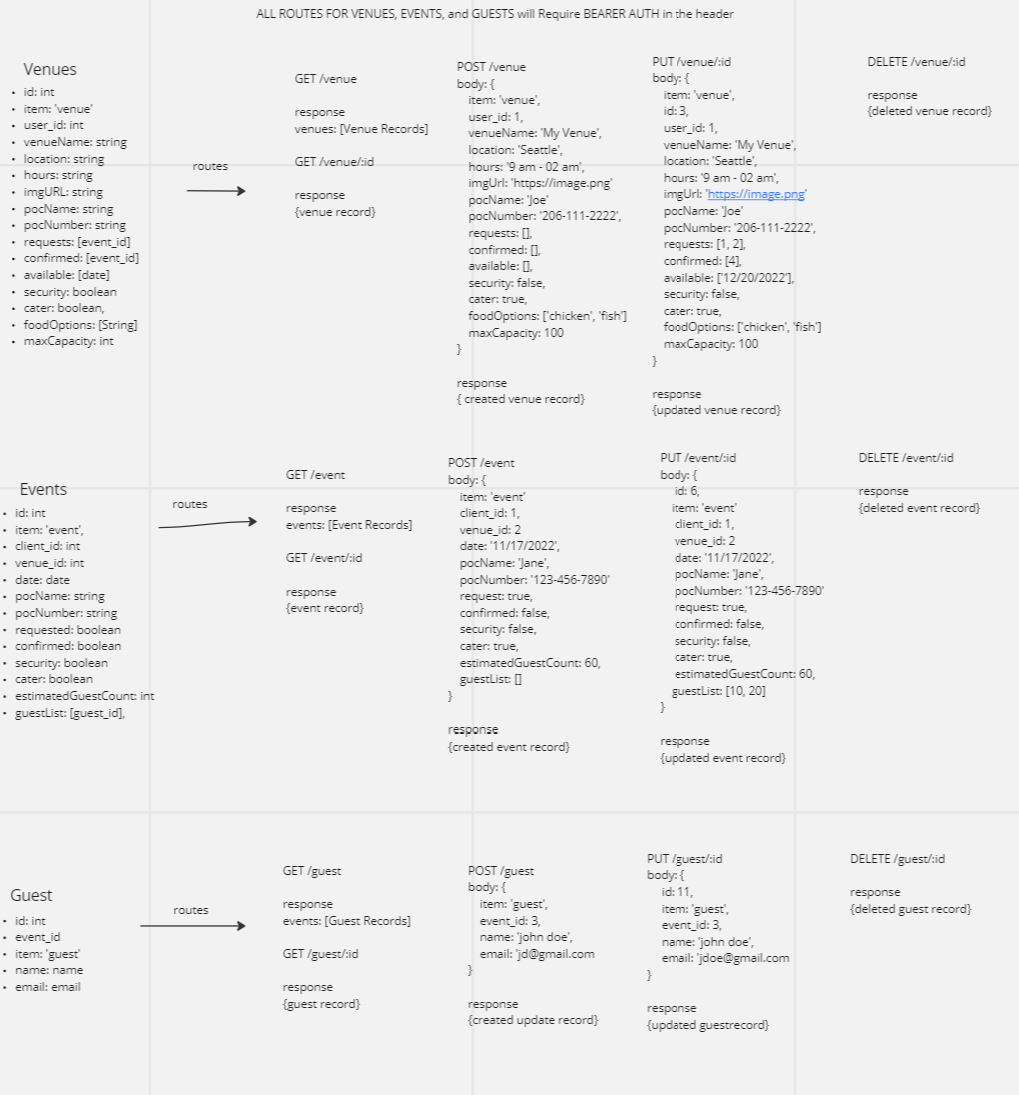 ALL ROUTES FOR VENUES, EVENTS, and GUESTS will Require BEARER AUTH in the header
Venues
• id: int
• item: 'venue'
• user_id: int
• venueName: string
• location: string
• hours: string
• imgURL: string
• pocName: string
• pocNumber: string
• requests: [event_id]
• confirmed: [event_id]
• available: [date]
• security: boolean
• cater: boolean,
• foodOptions: [String]
• maxCapacity: int
routes
GET /venue
response
venues: [Venue Records]
GET /venue/:id
response
{venue record}
POST /venue
body: {
item: 'venue',
user_id: 1,
venueName: 'My Venue',
location: 'Seattle',
hours: '9 am - 02 am',
imgUrl: 'https://image.png'
pocName: 'Joe'
pocNumber: '206-111-2222',
requests: [],
confirmed: [],
available: [],
security: false,
cater: true,
foodOptions: ['chicken', 'fish']
maxCapacity: 100
}
response
{ created venue record}
PUT /venue/:id
body: {
item: 'venue',
id: 3,
user_id: 1,
venueName: 'My Venue',
location: 'Seattle',
hours: '9 am - 02 am',
imgUrl: 'https://image.png'
pocName: 'Joe'
pocNumber: '206-111-2222',
requests: [1, 2],
confirmed: [4],
available: ['12/20/2022'],
security: false,
cater: true,
foodOptions: ['chicken', 'fish']
maxCapacity: 100
}
response
{updated venue record}
DELETE /venue/:id
response
{deleted venue record}
Events
• id: int
• item: 'event',
• client_id: int
• venue_id: int
• date: date
• pocName: string
• pocNumber: string
• requested: boolean
• confirmed: boolean
• security: boolean
• cater: boolean
• estimatedGuestCount: int
• guestList: [guest_id],
routes
GET /event
response
events: [Event Records]
GET /event/:id
response
{event record}
POST /event
body: {
item: 'event'
client_id: 1,
venue_id: 2
date: '11/17/2022',
pocName: 'Jane',
pocNumber: '123-456-7890'
request: true,
confirmed: false,
security: false,
cater: true,
estimatedGuestCount: 60,
guestList: []
}
response
{created event record}
PUT /event/:id
body: {
id: 6,
item: 'event'
client_id: 1,
venue_id: 2
date: '11/17/2022',
pocName: 'Jane',
pocNumber: '123-456-7890'
request: true,
confirmed: false,
security: false,
cater: true,
estimatedGuestCount: 60,
guestList: [10, 20]
}
response
{updated event record}
DELETE /event/:id
response
{deleted event record}
Guest
• id: int
• event_id
• item: 'guest'
• name: name
• email: email
routes
GET /guest
response
events: [Guest Records]
GET /guest/:id
response
{guest record}
POST /guest
body: {
item: 'guest',
event_id: 3,
name: 'john doe',
email: 'jd@gmail.com
}
response
{created update record}
PUT /guest/:id
body: {
id: 11,
item: 'guest',
event_id: 3,
name: 'john doe',
email: 'jdoe@gmail.com
}
response
{updated guestrecord}
DELETE /guest/:id
response
{deleted guest record}